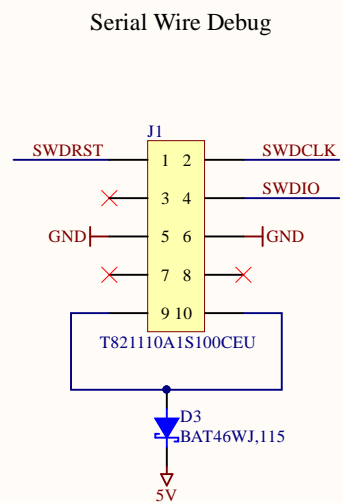 Serial Wire Debug
J1
SWDRST 1 2 SWDCLK
3 4 SWDIO
GND 5 6 GND
7 8
9 10
T821110A1S100CEU
D3
BAT46WJ,115
5V